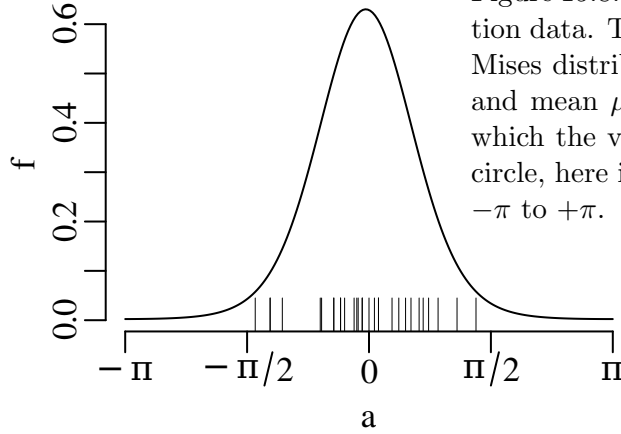 tion data. T
Mises distrib
and mean μ
which the v
circle, here i
−π to +π.
0.6
0.4
f
0.2
0.0
−π −π/2 0 π/2 π
a